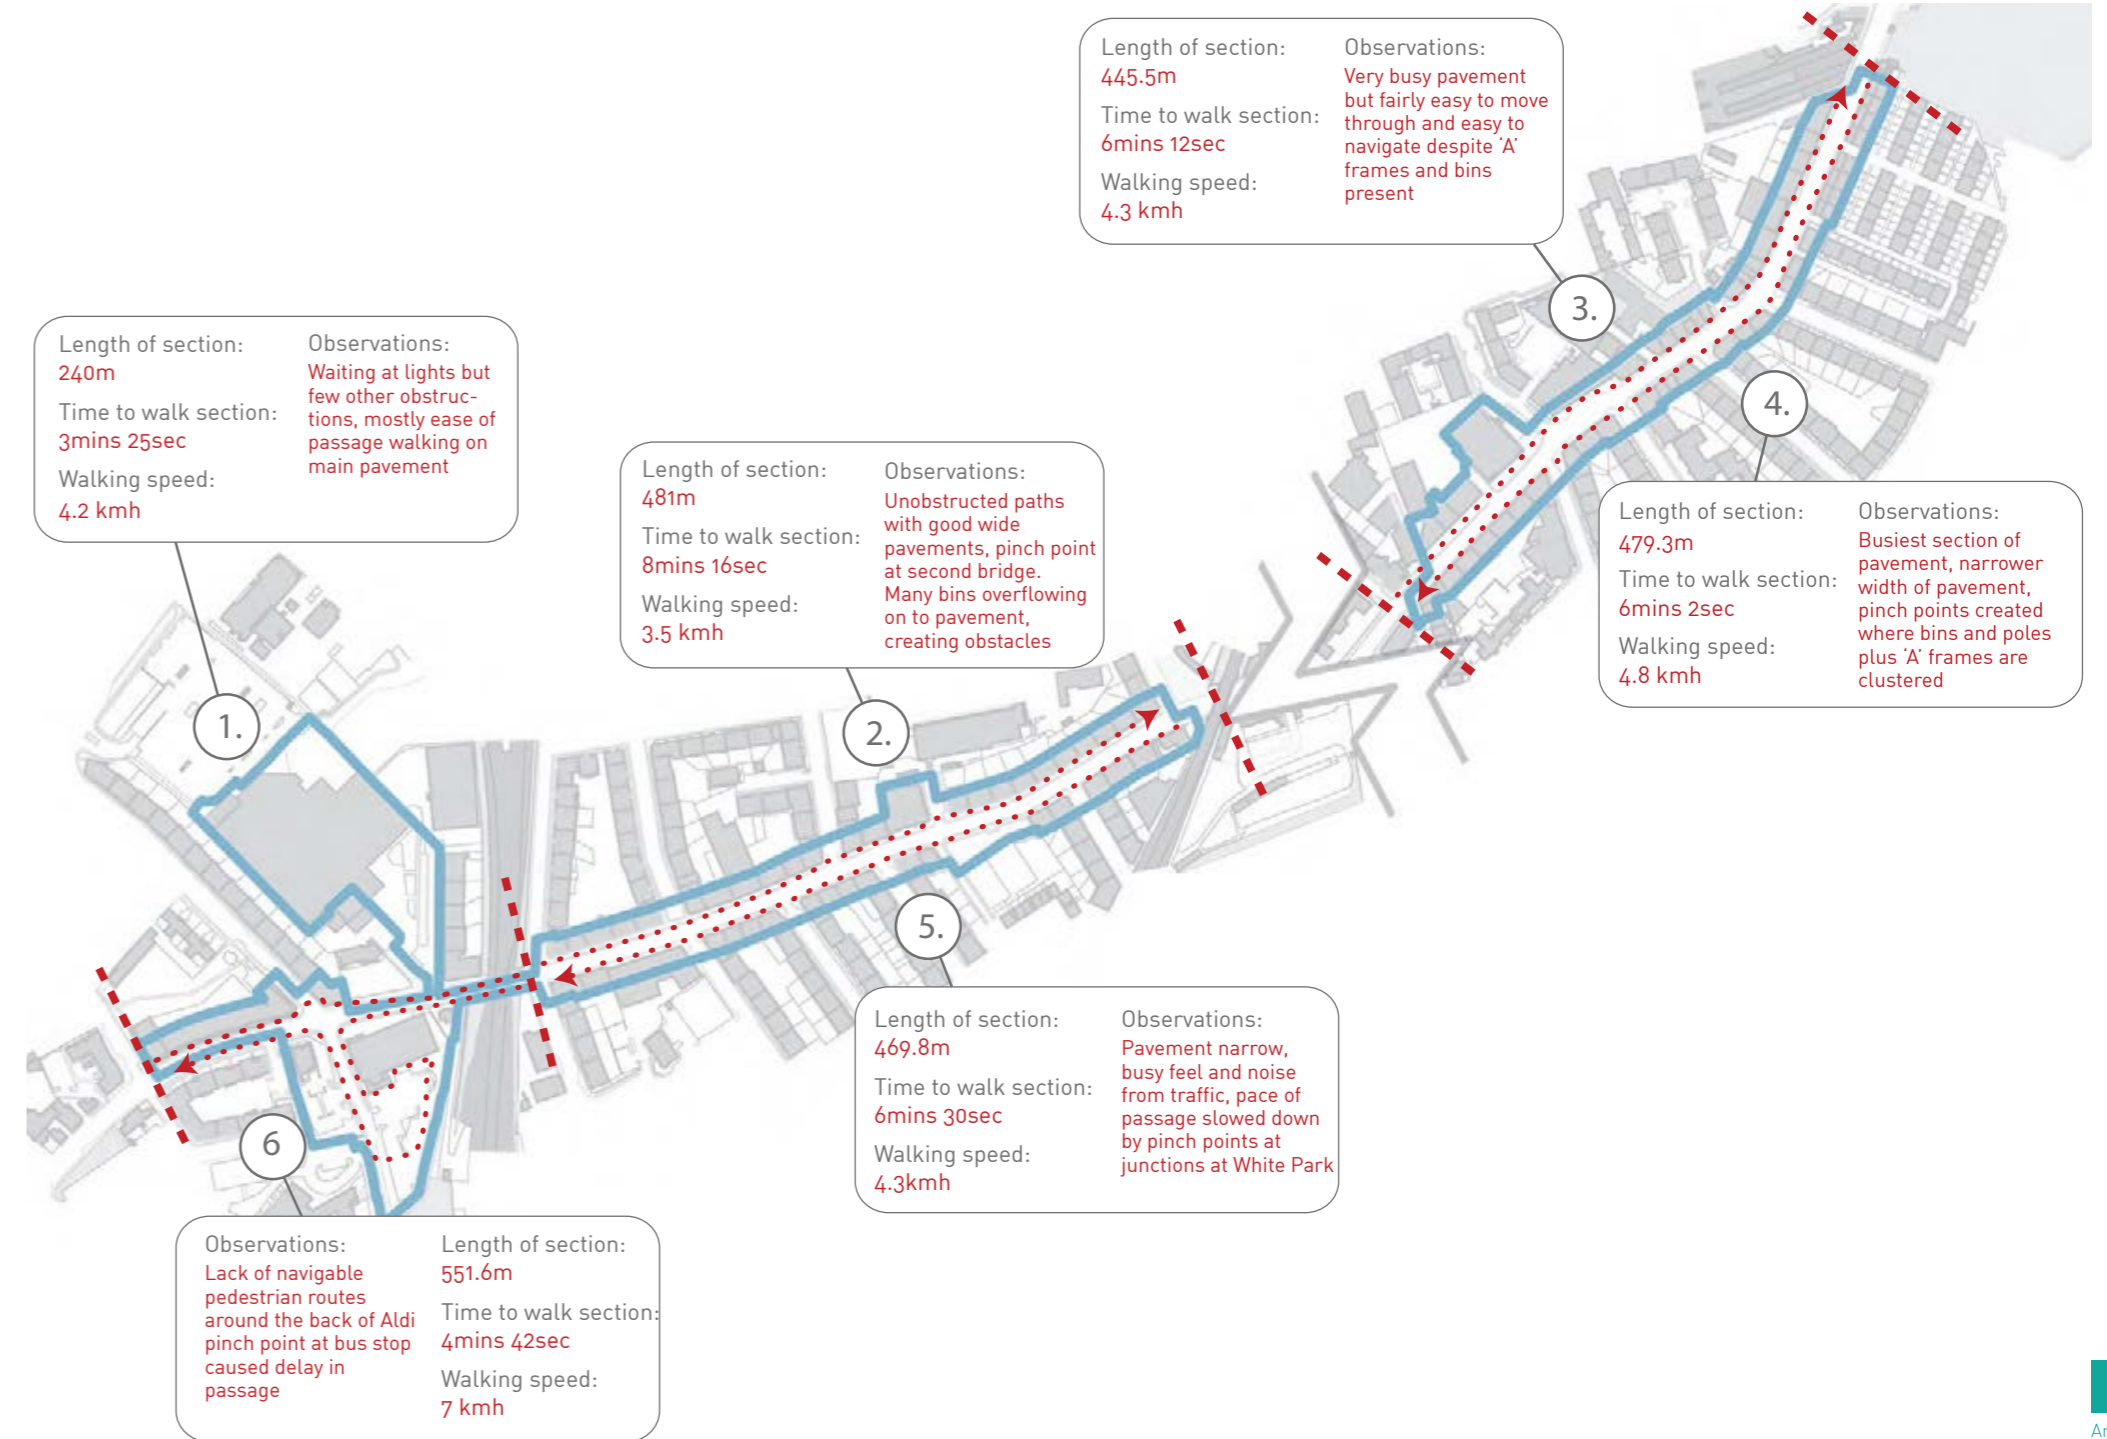 Length of section:
445.5m
Time to walk section:
6mins 12sec
Walking speed:
4.3 kmh
Observations:
Very busy pavement
but fairly easy to move
through and easy to
navigate despite ‘A’
frames and bins
present
3.
Length of section:
240m
Time to walk section:
3mins 25sec
Walking speed:
4.2 kmh
Observations:
Waiting at lights but
few other obstruc-
tions, mostly ease of
passage walking on
main pavement
1.
Length of section:
481m
Time to walk section:
8mins 16sec
Walking speed:
3.5 kmh
Observations:
Unobstructed paths
with good wide
pavements, pinch point
at second bridge.
Many bins overflowing
on to pavement,
creating obstacles
2.
4.
Length of section:
479.3m
Time to walk section:
6mins 2sec
Walking speed:
4.8 kmh
Observations:
Busiest section of
pavement, narrower
width of pavement,
pinch points created
where bins and poles
plus ‘A’ frames are
clustered
5.
Length of section:
469.8m
Time to walk section:
6mins 30sec
Walking speed:
4.3kmh
Observations:
Pavement narrow,
busy feel and noise
from traffic, pace of
passage slowed down
by pinch points at
junctions at White Park
6
Observations:
Lack of navigable
pedestrian routes
around the back of Aldi
pinch point at bus stop
caused delay in
passage
Length of section:
551.6m
Time to walk section:
4mins 42sec
Walking speed:
7 kmh